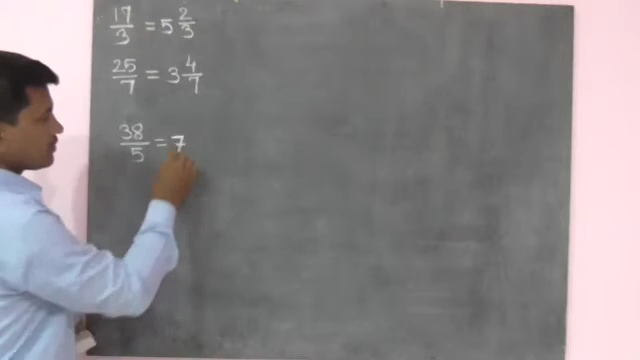 17/3 = 5 2/3
25/7 = 3 4/7
38/5 = 7